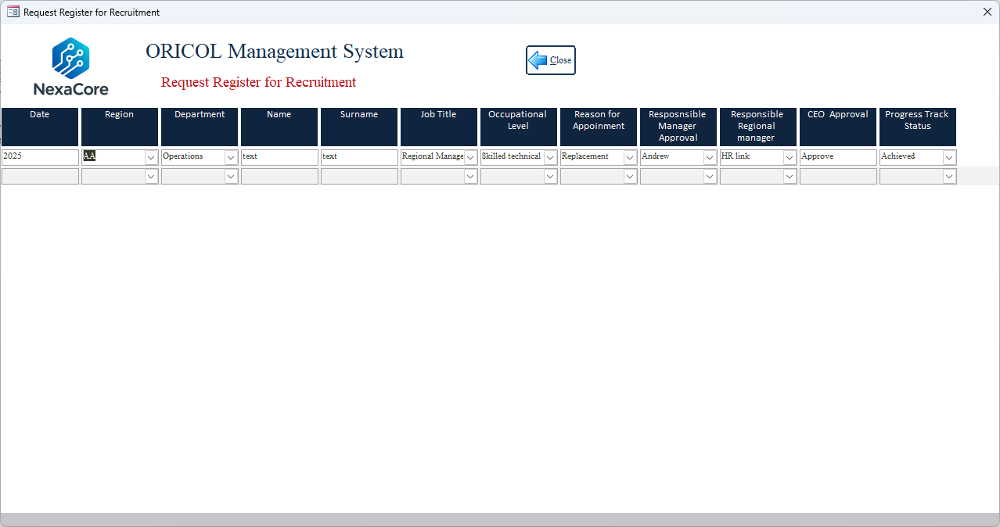 Request Register for Recruitment
NexaCore
ORICOL Management System
Request Register for Recruitment
Close
Date
Region
Department
Name
Surname
Job Title
Occupational
Level
Reason for
Appoinment
Resposnsible
Manager
Approval
Responsible
Regional
manager
CEO Approval
Progress Track
Status
2025
AA
Operations
text
text
Regional Manage
Skilled technical
Replacement
Andrew
HR link
Approve
Achieved